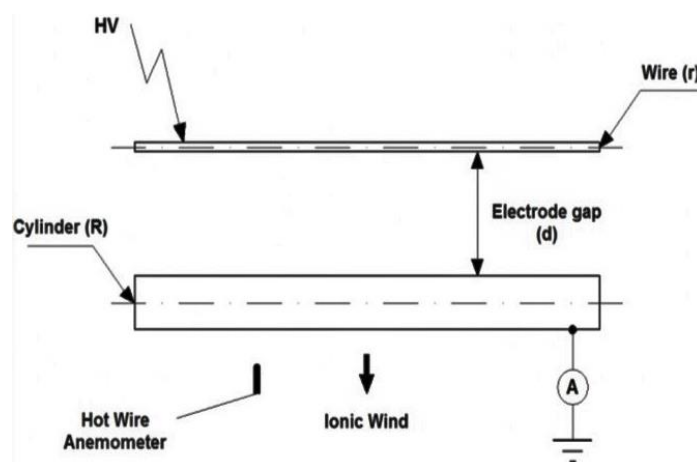 HV
Wire (r)
Electrode gap
(d)
Cylinder (R)
A
Hot Wire
Anemometer
Ionic Wind